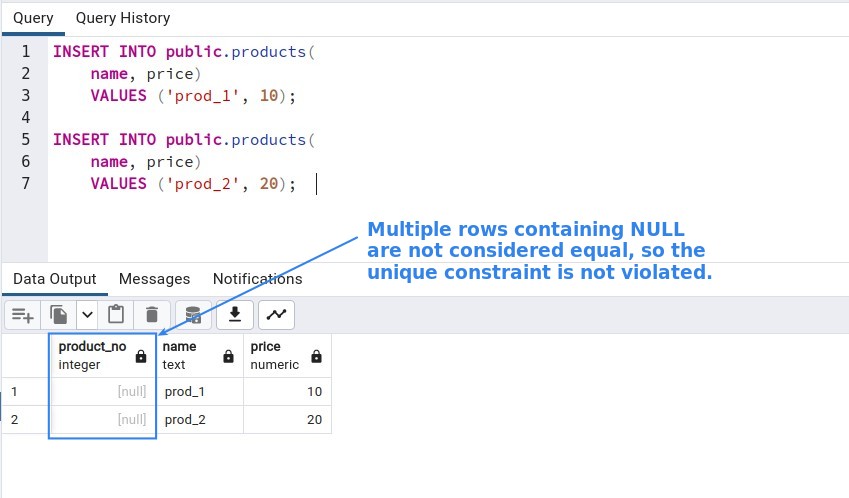 Query Query History
1 INSERT INTO public.products(
2 name, price)
3 VALUES ('prod_1', 10);
4
5 INSERT INTO public.products(
6 name, price)
7 VALUES ('prod_2', 20);
Multiple rows containing NULL
are not considered equal, so the
unique constraint is not violated.
Data Output Messages Notifications
product_no name price
integer text numeric
1 [null] prod_1 10
2 [null] prod_2 20